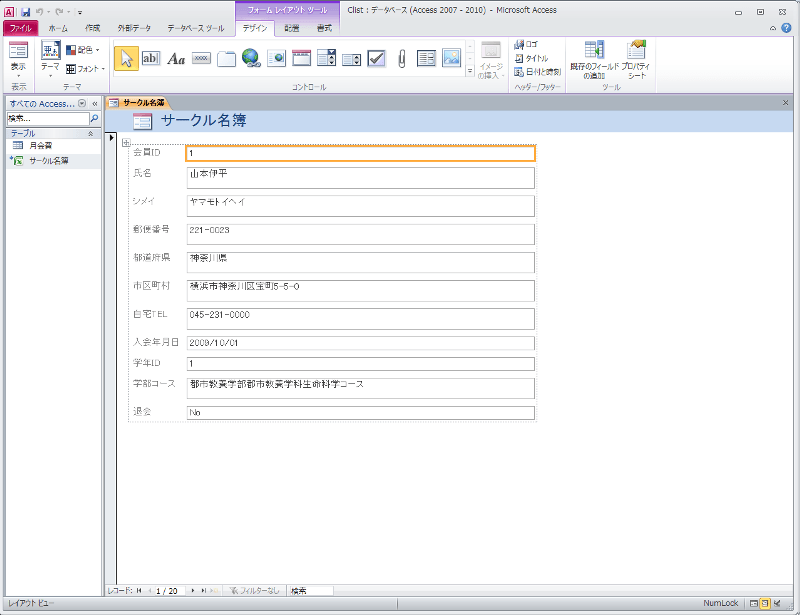 フォーム レイアウト ツール
Clist : データベース (Access 2007 - 2010) - Microsoft Access
ファイル ホーム 作成 外部データ データベース ツール デザイン 配置 書式
表示
表示
テーマ
配色
フォント
テーマ
ab|
Aa
xxxx
コントロール
イメージの挿入
ロゴ
タイトル
日付と時刻
ヘッダー/フッター
既存のフィールドの追加
プロパティ シート
ツール
すべての Access...
検索...
テーブル
月会費
サークル名簿
サークル名簿
サークル名簿
会員ID 1
氏名 山本伊平
シメイ ヤマモトイヘイ
郵便番号 221-0023
都道府県 神奈川県
市区町村 横浜市神奈川区宝町5-5-0
自宅TEL 045-231-0000
入会年月日 2009/10/01
学年ID 1
学部コース 都市教養学部都市教養学科生命科学コース
退会 No
レコード: 1 / 20 フィルターなし 検索
レイアウト ビュー
NumLock